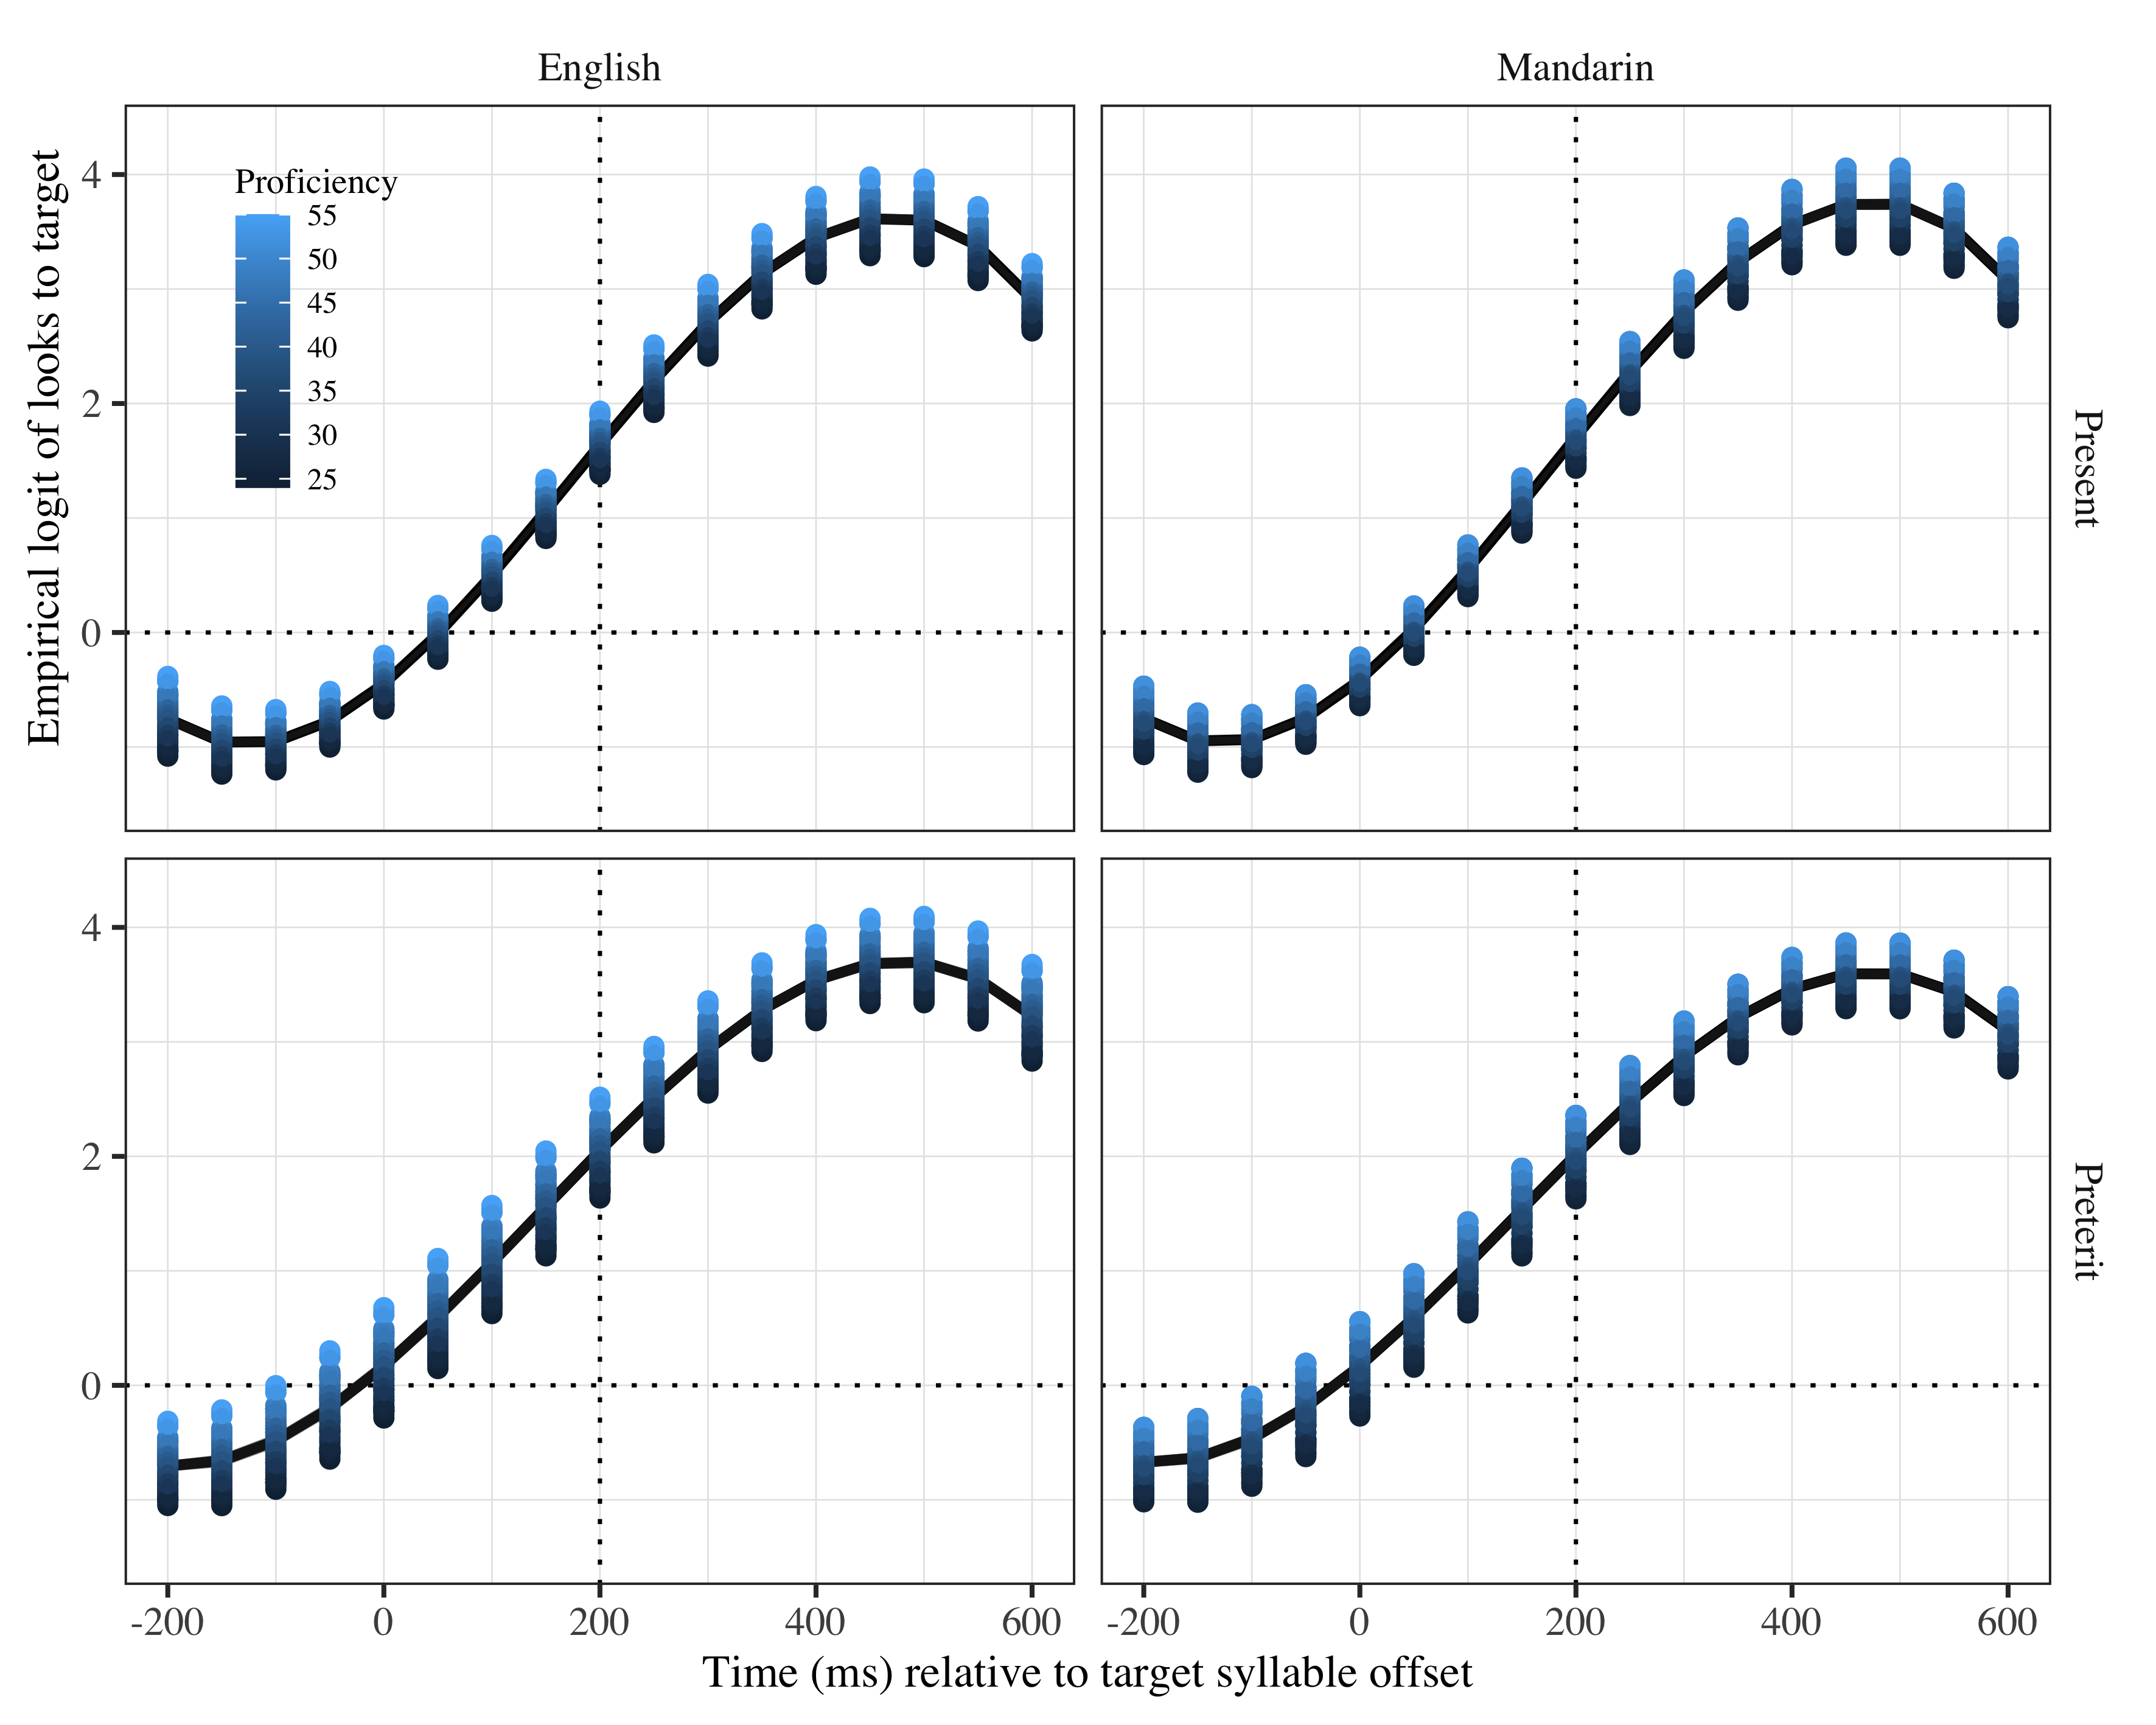 English
Mandarin
Empirical logit of looks to target
4
2
0
Proficiency
55
50
45
40
35
30
25
Present
4
2
0
Preterit
-200 0 200 400 600
-200 0 200 400 600
Time (ms) relative to target syllable offset